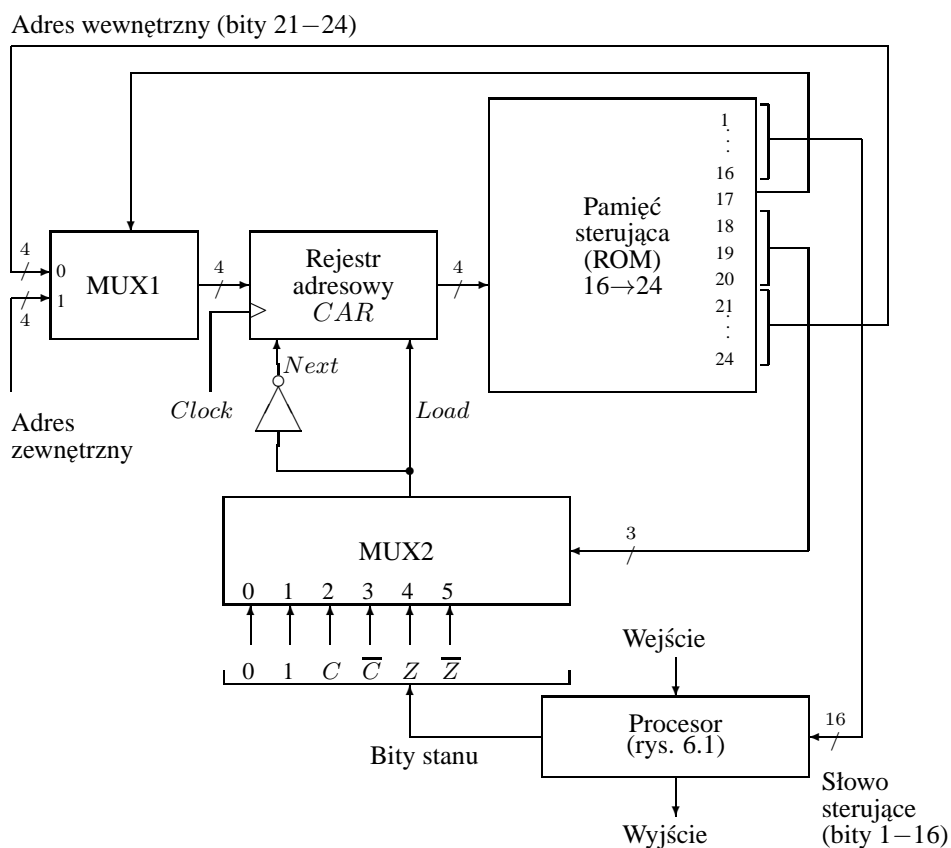 Adres wewnętrzny (bity 21−24)
4
0
1
4
MUX1
4
Rejestr
adresowy
CAR
4
Pamięć
sterująca
(ROM)
16→24
1
16
17
18
19
20
21
24
Next
Clock
Load
Adres
zewnętrzny
MUX2
3
0 1 2 3 4 5
0 1 C C̅ Z Z̅
Wejście
Procesor
(rys. 6.1)
16
Bity stanu
Słowo
sterujące
(bity 1−16)
Wyjście